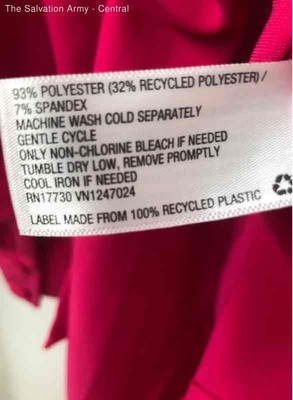 The Salvation Army - Central
93% POLYESTER (32% RECYCLED POLYESTER) /
7% SPANDEX
MACHINE WASH COLD SEPARATELY
GENTLE CYCLE
ONLY NON-CHLORINE BLEACH IF NEEDED
TUMBLE DRY LOW, REMOVE PROMPTLY
COOL IRON IF NEEDED
RN17730 VN1247024
LABEL MADE FROM 100% RECYCLED PLASTIC